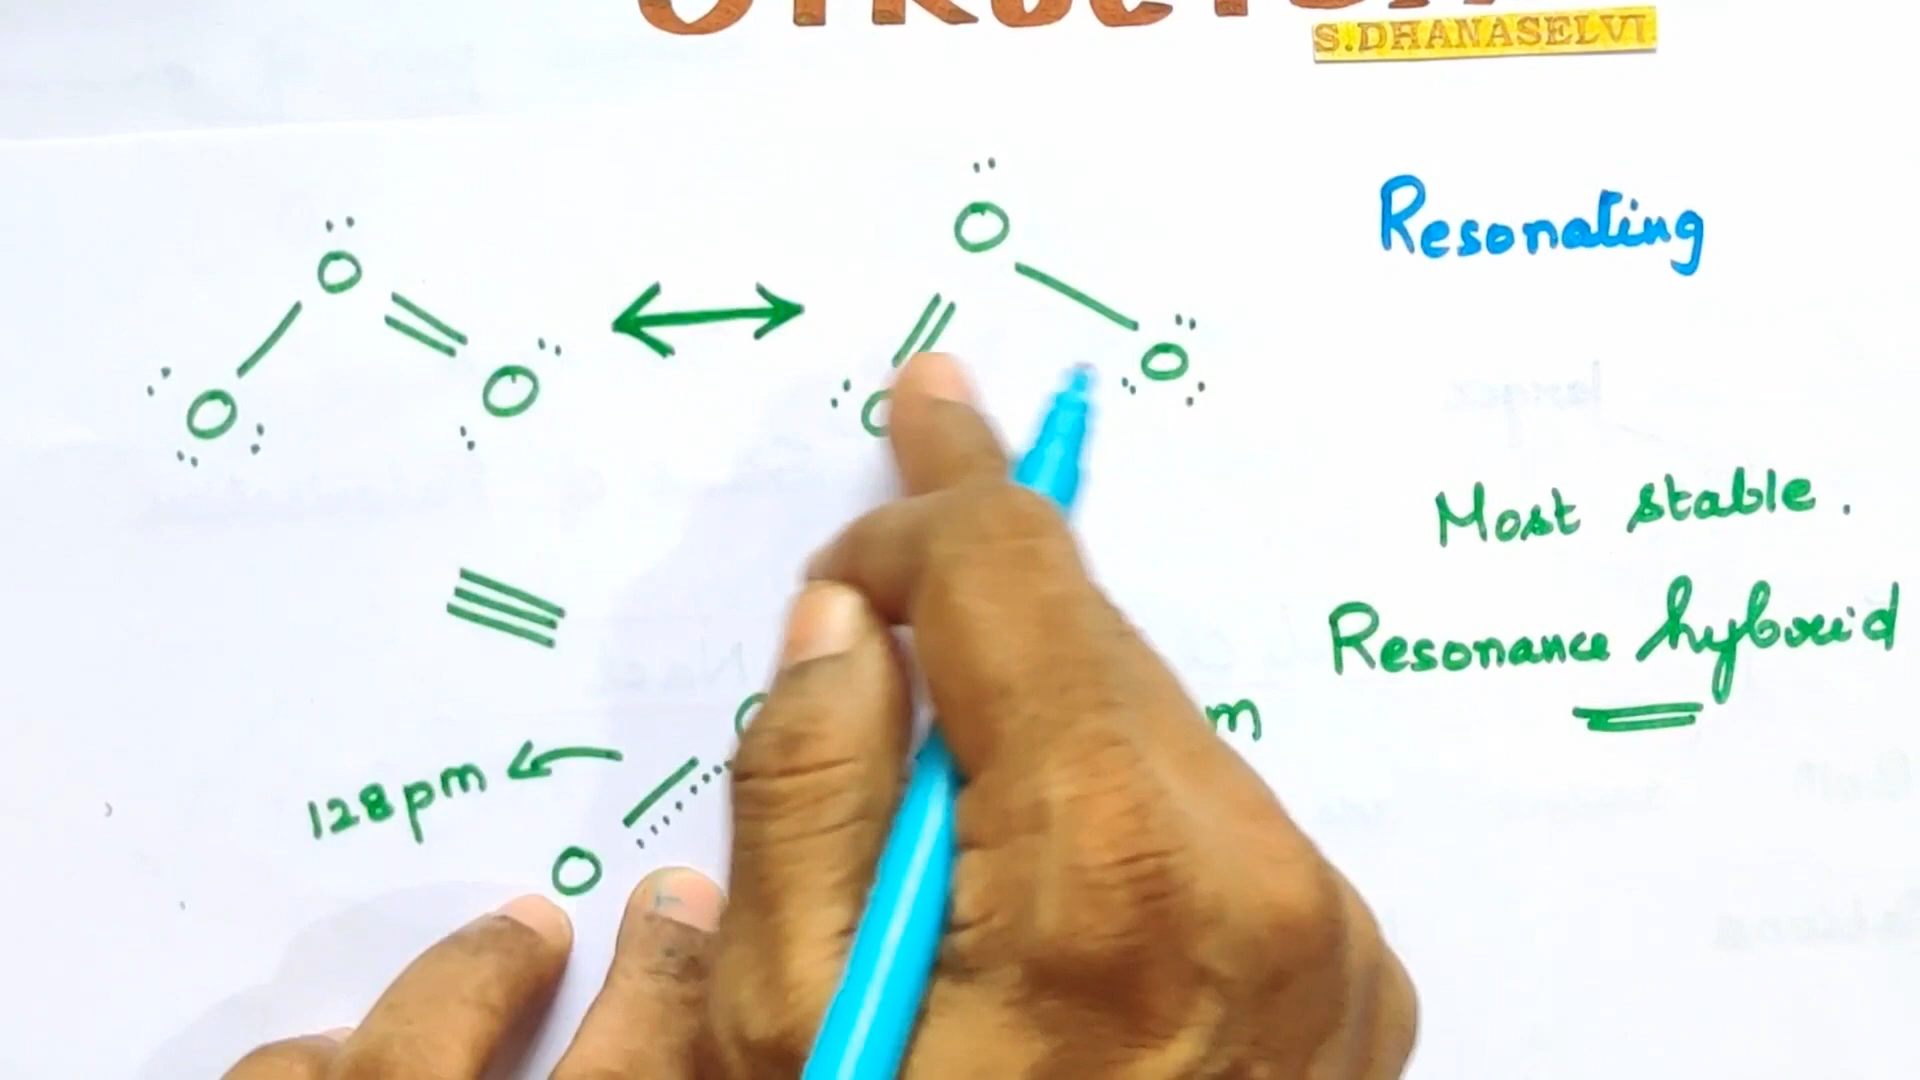 S.DHANASELVI
O
O
O
O
O
O
Resonating
Most stable.
Resonance hybrid
128pm
O
m